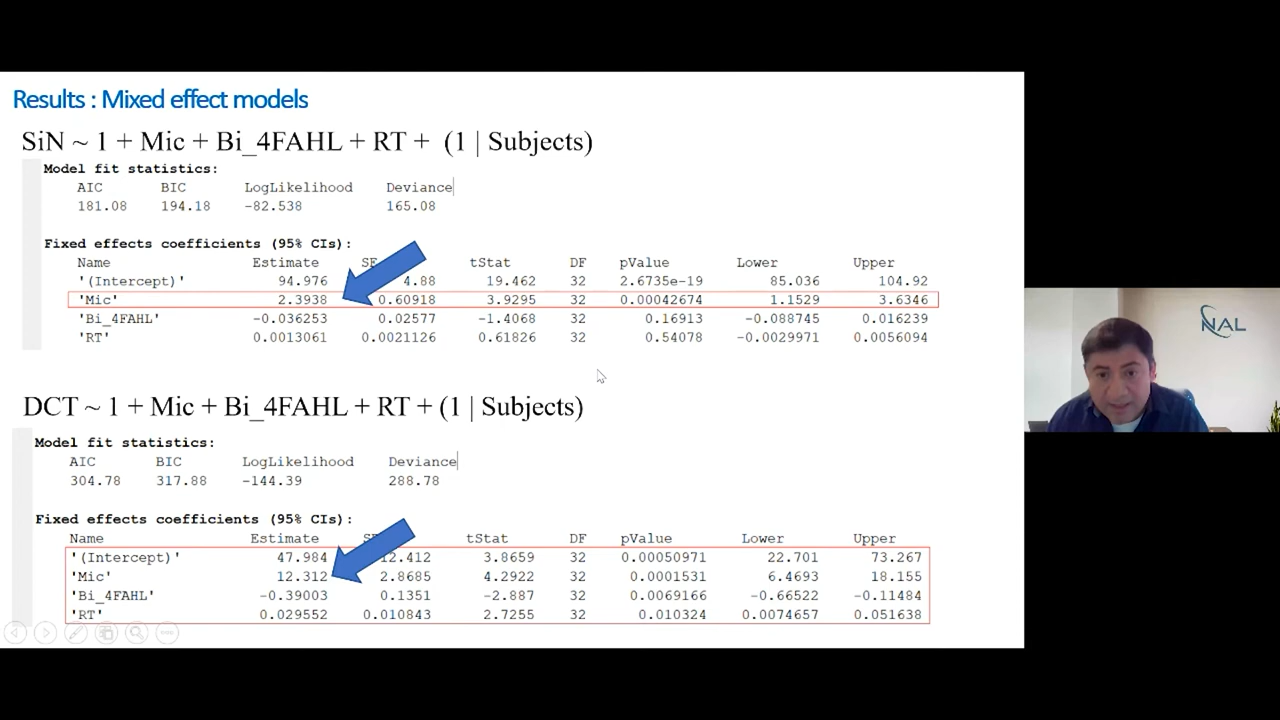 Results : Mixed effect models
SiN ~ 1 + Mic + Bi_4FAHL + RT + (1 | Subjects)
Model fit statistics:
AIC BIC LogLikelihood Deviance
181.08 194.18 -82.538 165.08
Fixed effects coefficients (95% CIs):
Name Estimate SE tStat DF pValue Lower Upper
'(Intercept)' 94.976 4.88 19.462 32 2.6735e-19 85.036 104.92
'Mic' 2.3938 0.60918 3.9295 32 0.00042674 1.1529 3.6346
'Bi_4FAHL' -0.036253 0.02577 -1.4068 32 0.16913 -0.088745 0.016239
'RT' 0.0013061 0.0021126 0.61826 32 0.54078 -0.0029971 0.0056094
DCT ~ 1 + Mic + Bi_4FAHL + RT + (1 | Subjects)
Model fit statistics:
AIC BIC LogLikelihood Deviance
304.78 317.88 -144.39 288.78
Fixed effects coefficients (95% CIs):
Name Estimate SE tStat DF pValue Lower Upper
'(Intercept)' 47.984 12.412 3.8659 32 0.00050971 22.701 73.267
'Mic' 12.312 2.8685 4.2922 32 0.0001531 6.4693 18.155
'Bi_4FAHL' -0.39003 0.1351 -2.887 32 0.0069166 -0.66522 -0.11484
'RT' 0.029552 0.010843 2.7255 32 0.010324 0.0074657 0.051638
NAL